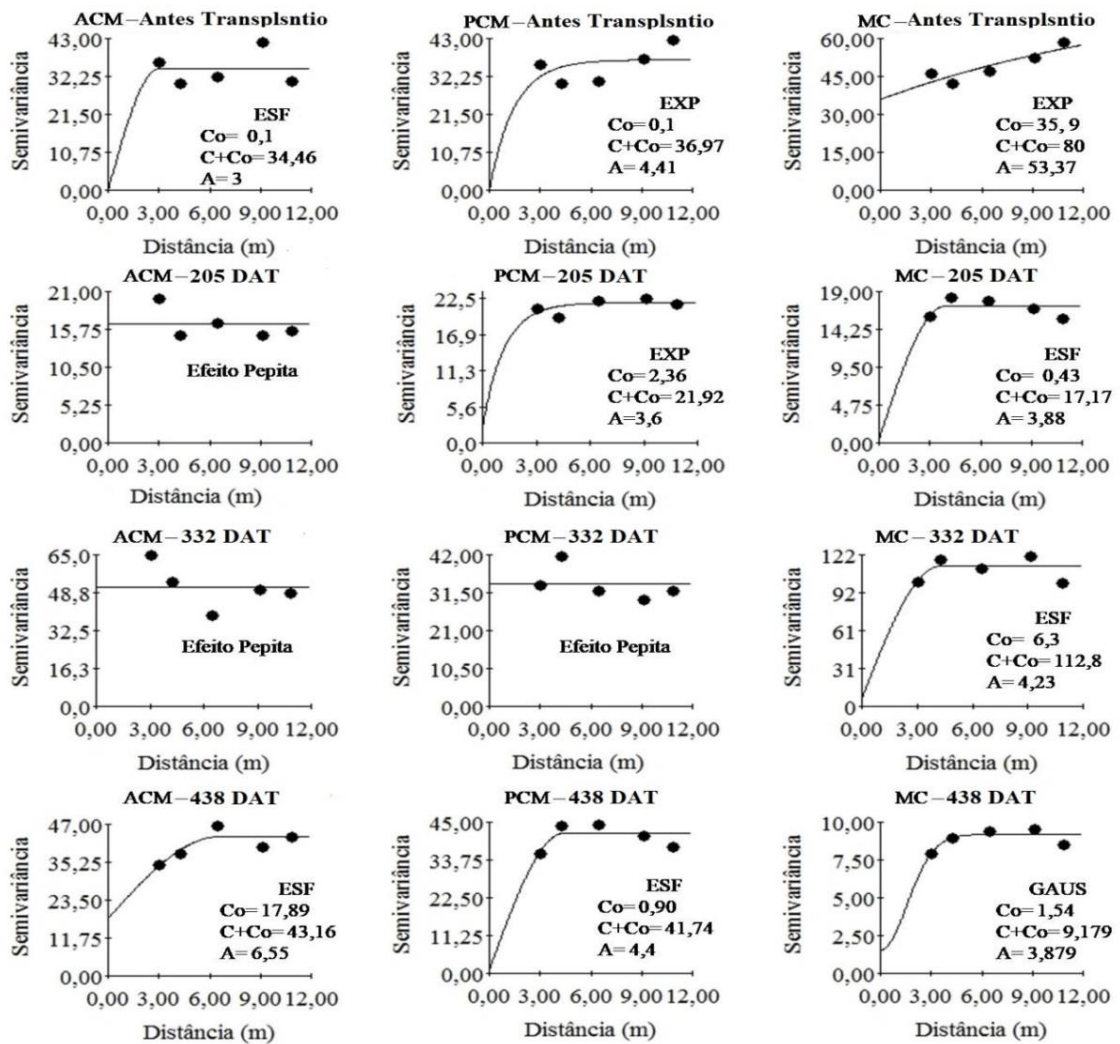 ACM–Antes Transplsntio
Semivariância
43,00
32,25
21,50
10,75
0,00
ESF
Co= 0,1
C+Co= 34,46
A= 3
0,00 3,00 6,00 9,00 12,00
Distância (m)
PCM–Antes Transplsntio
Semivariância
43,00
32,25
21,50
10,75
0,00
EXP
Co= 0,1
C+Co= 36,97
A= 4,41
0,00 3,00 6,00 9,00 12,00
Distância (m)
MC–Antes Transplsntio
Semivariância
60,00
45,00
30,00
15,00
0,00
EXP
Co= 35, 9
C+Co= 80
A= 53,37
0,00 3,00 6,00 9,00 12,00
Distância (m)
ACM–205 DAT
Semivariância
21,00
15,75
10,50
5,25
0,00
Efeito Pepita
0,00 3,00 6,00 9,00 12,00
Distância (m)
PCM–205 DAT
Semivariância
22,5
16,9
11,3
5,6
0,0
EXP
Co= 2,36
C+Co= 21,92
A=3,6
0,00 3,00 6,00 9,00 12,00
Distância (m)
MC–205 DAT
Semivariância
19,00
14,25
9,50
4,75
0,00
ESF
Co= 0,43
C+Co= 17,17
A= 3,88
0,00 3,00 6,00 9,00 12,00
Distância (m)
ACM–332 DAT
Semivariância
65,0
48,8
32,5
16,3
0,0
Efeito Pepita
0,00 3,00 6,00 9,00 12,00
Distância (m)
PCM–332 DAT
Semivariância
42,00
31,50
21,00
10,50
0,00
Efeito Pepita
0,00 3,00 6,00 9,00 12,00
Distância (m)
MC–332 DAT
Semivariância
122
92
61
31
0
ESF
Co= 6,3
C+Co= 112,8
A= 4,23
0,00 3,00 6,00 9,00 12,00
Distância (m)
ACM–438 DAT
Semivariância
47,00
35,25
23,50
11,75
0,00
ESF
Co= 17,89
C+Co= 43,16
A= 6,55
0,00 3,00 6,00 9,00 12,00
Distância (m)
PCM–438 DAT
Semivariância
45,00
33,75
22,50
11,25
0,00
ESF
Co= 0,90
C+Co= 41,74
A= 4,4
0,00 3,00 6,00 9,00 12,00
Distância (m)
MC–438 DAT
Semivariância
10,00
7,50
5,00
2,50
0,00
GAUS
Co= 1,54
C+Co= 9,179
A= 3,879
0,00 3,00 6,00 9,00 12,00
Distância (m)